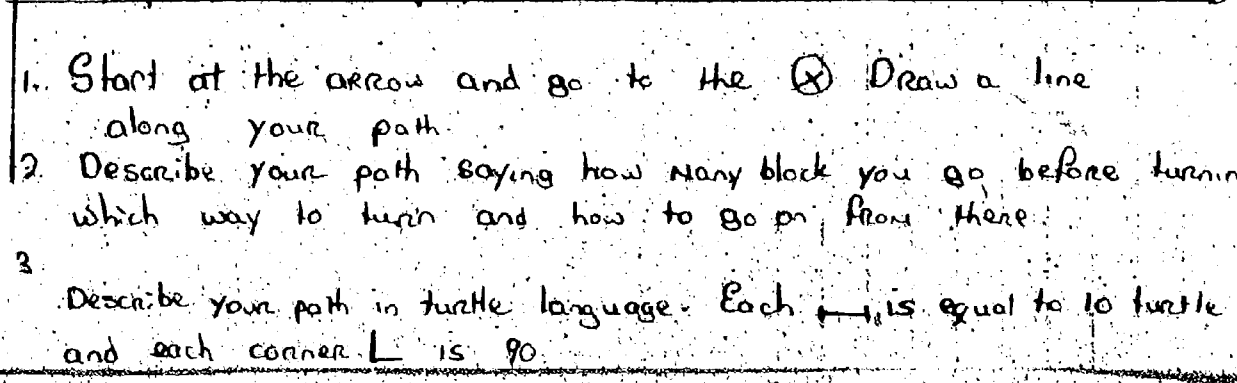 1. Start at the arrow and go to the ⊗ Draw a line
along your path.
2. Describe your path saying how many block you go before turnin
which way to turn and how to go on from there.
3
Describe your path in turtle language. Each ⊢⊣ is equal to 10 turtle
and each corner L is 90